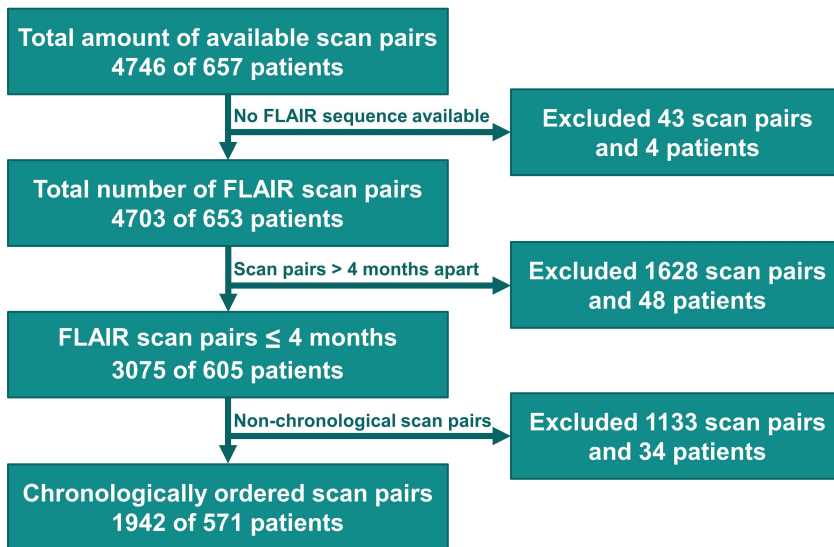 Total amount of available scan pairs
4746 of 657 patients
No FLAIR sequence available
Excluded 43 scan pairs
and 4 patients
Total number of FLAIR scan pairs
4703 of 653 patients
Scan pairs > 4 months apart
Excluded 1628 scan pairs
and 48 patients
FLAIR scan pairs ≤ 4 months
3075 of 605 patients
Non-chronological scan pairs
Excluded 1133 scan pairs
and 34 patients
Chronologically ordered scan pairs
1942 of 571 patients